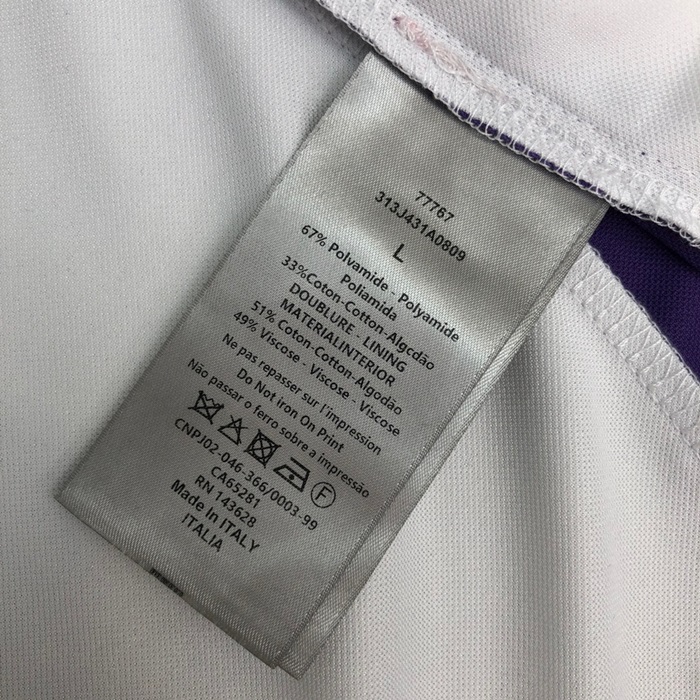 77767
313J431A0809
L
67% Polvamide - Polyamide
Poliamida
33%Coton-Cotton-Algcdão
DOUBLURE - LINING
MATERIALINTERIOR
51% Coton-Cotton-Algodão
49% Viscose - Viscose - Viscose
Ne pas repasser sur l'impression
Do Not iron On Print
Não passar o ferro sobre a impressão
F
CNPJ02-046-366/0003-99
CA65281
RN 143628
Made In ITALY
ITALIA